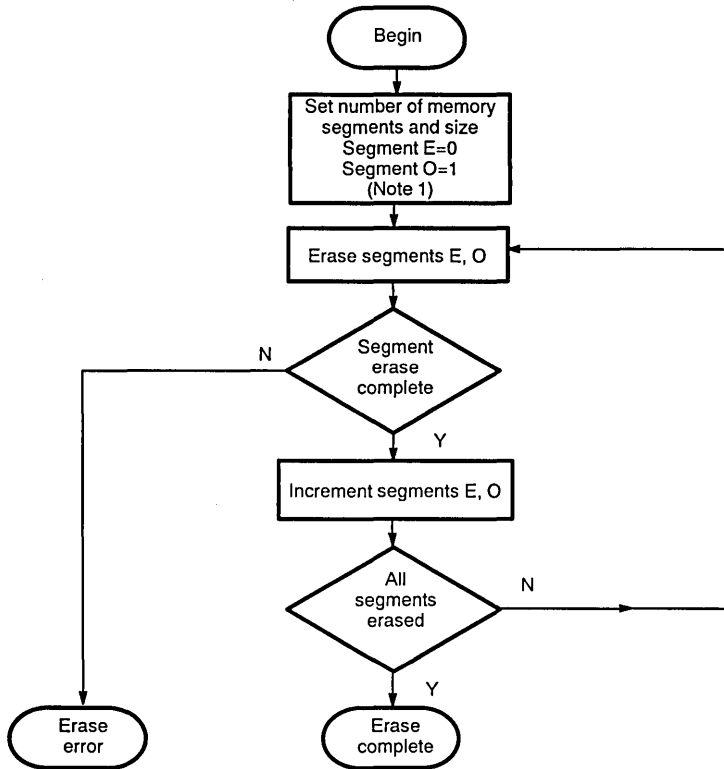 Begin
Set number of memory
segments and size
Segment E=0
Segment O=1
(Note 1)
Erase segments E, O
N
Segment
erase
complete
Y
Increment segments E, O
All
segments
erased
N
Y
Erase
error
Erase
complete